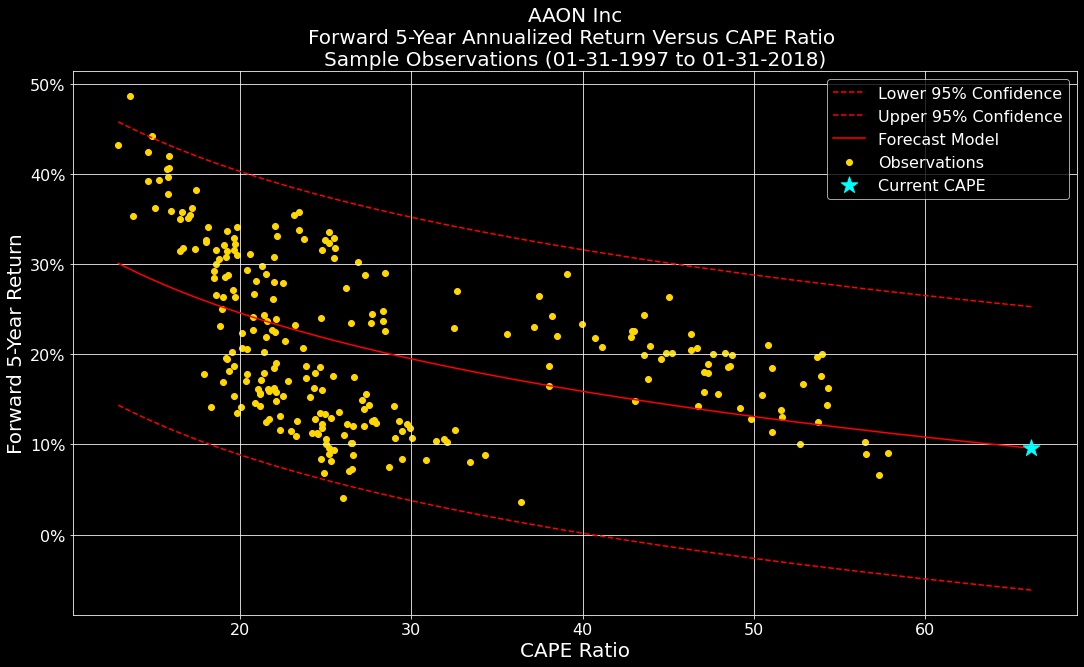 AAON Inc
Forward 5-Year Annualized Return Versus CAPE Ratio
Sample Observations (01-31-1997 to 01-31-2018)
Lower 95% Confidence
Upper 95% Confidence
Forecast Model
Observations
Current CAPE
Forward 5-Year Return
50%
40%
30%
20%
10%
0%
20 30 40 50 60
CAPE Ratio